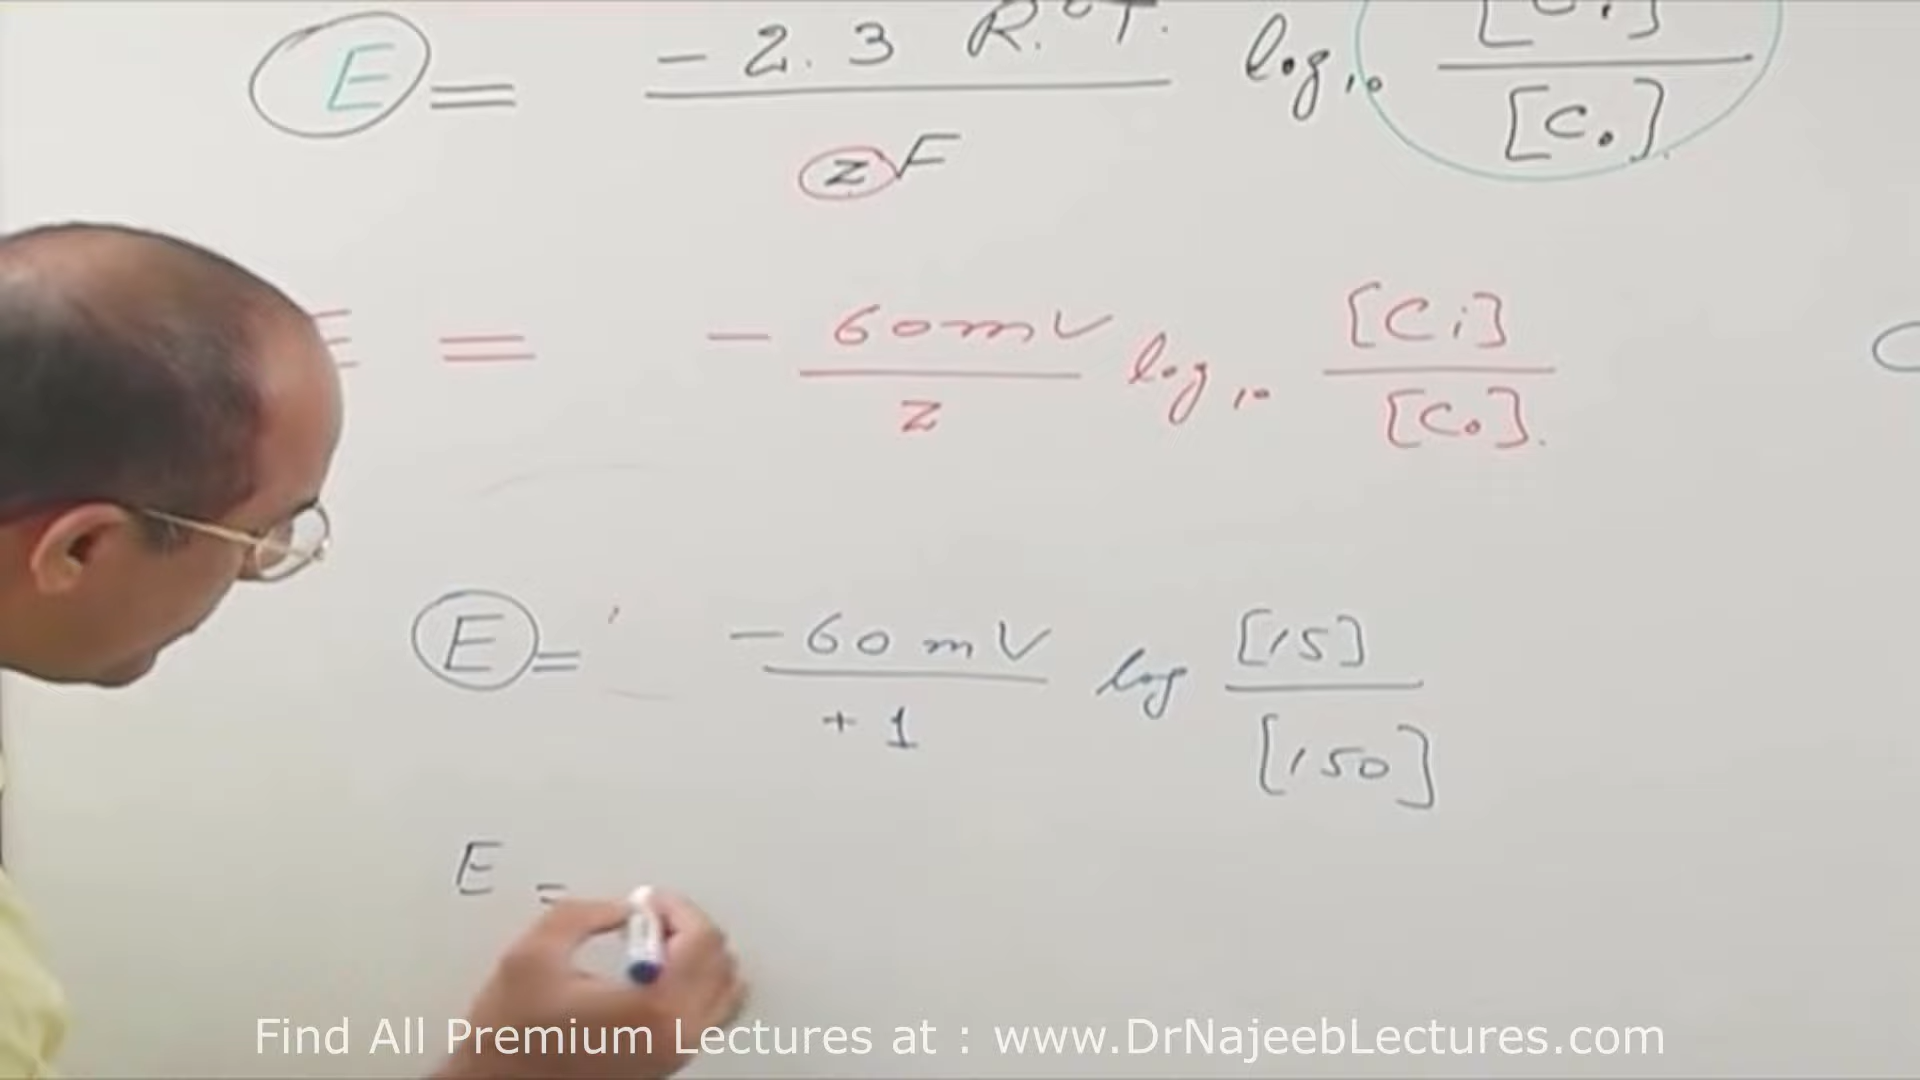 E = -2.3 R.T. / zF log10 [Ci] / [Co].
E = - 60mV / z log10 [Ci] / [Co].
E = -60 mV / +1 log [15] / [150]
E =
Find All Premium Lectures at : www.DrNajeebLectures.com